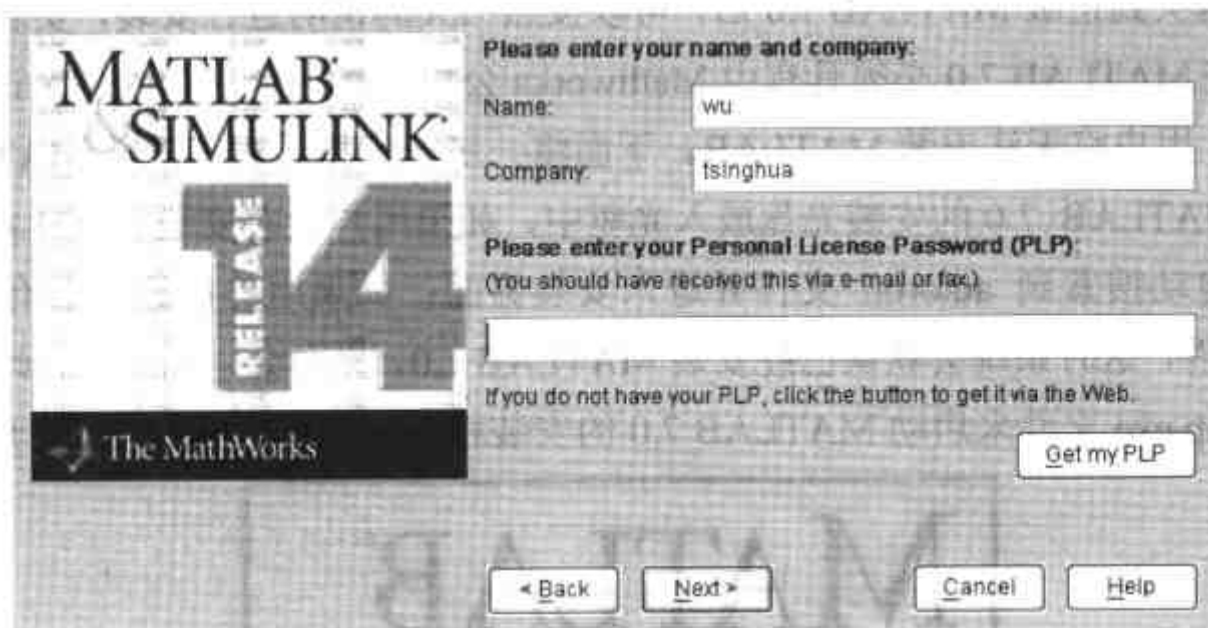 MATLAB®
& SIMULINK®
RELEASE
14
The MathWorks
Please enter your name and company:
Name:
wu
Company:
tsinghua
Please enter your Personal License Password (PLP):
(You should have received this via e-mail or fax.)
If you do not have your PLP, click the button to get it via the Web.
Get my PLP
< Back
Next >
Cancel
Help